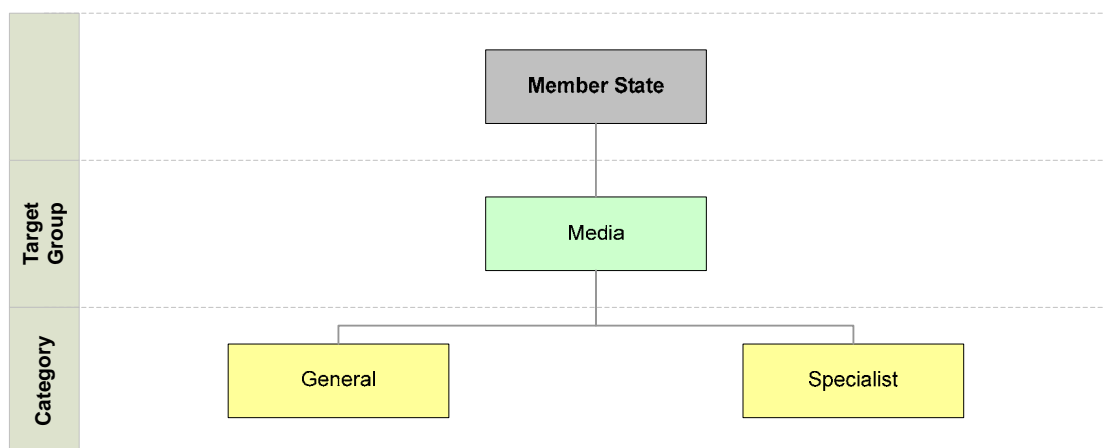 Member State
Target
Group
Media
Category
General
Specialist